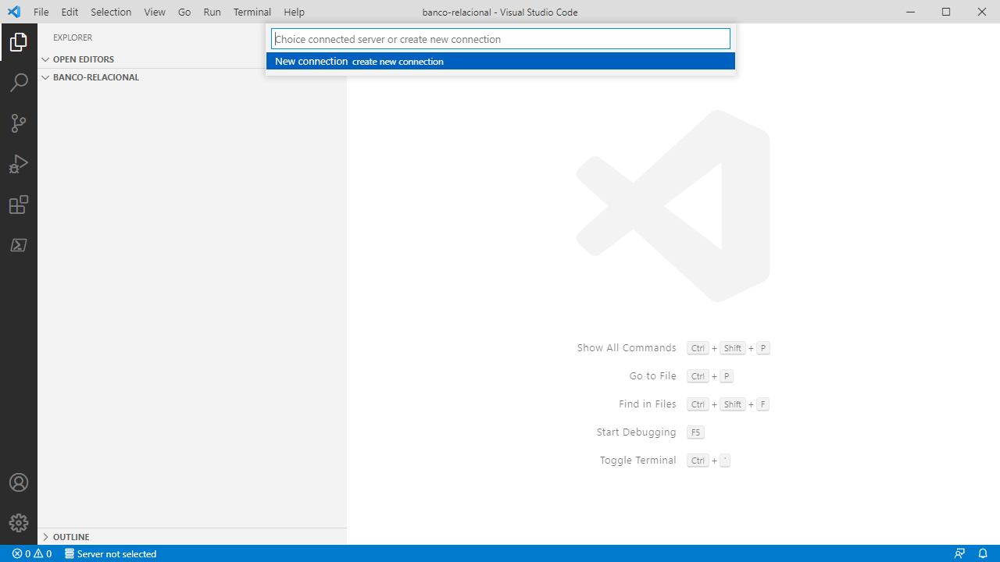 File Edit Selection View Go Run Terminal Help
banco-relacional - Visual Studio Code
Choice connected server or create new connection
New connection create new connection
EXPLORER
OPEN EDITORS
BANCO-RELACIONAL
Show All Commands Ctrl + Shift + P
Go to File Ctrl + P
Find in Files Ctrl + Shift + F
Start Debugging F5
Toggle Terminal Ctrl + '
OUTLINE
0 0 Server not selected